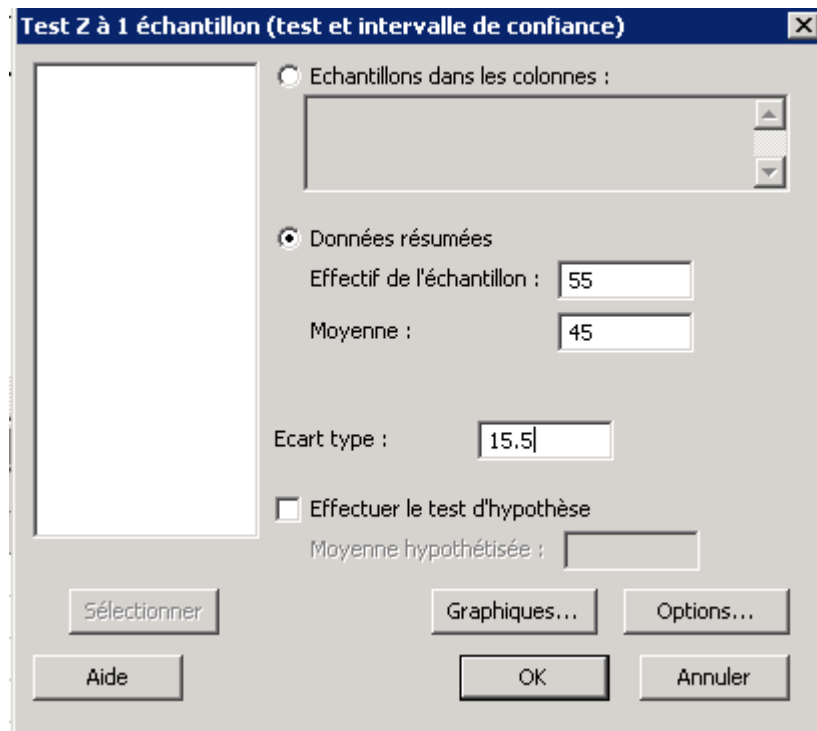 Test Z à 1 échantillon (test et intervalle de confiance)
Echantillons dans les colonnes :
Données résumées
Effectif de l'échantillon : 55
Moyenne : 45
Ecart type : 15.5
Effectuer le test d'hypothèse
Moyenne hypothétisée :
Sélectionner Graphiques... Options...
Aide OK Annuler